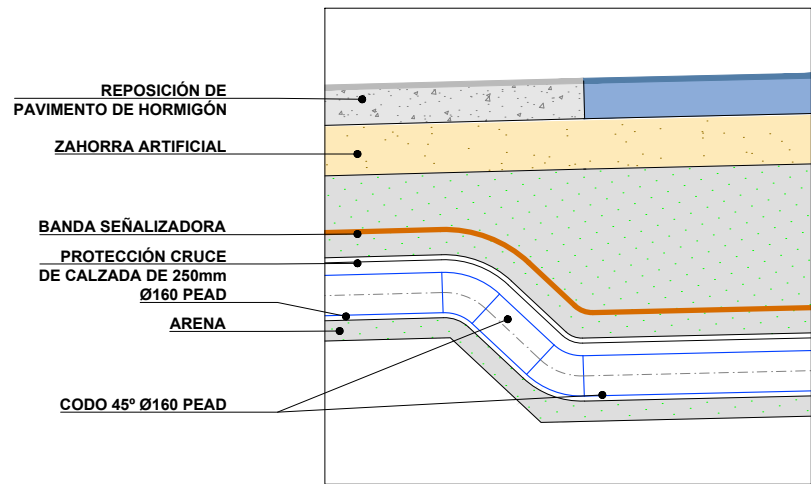 REPOSICIÓN DE
PAVIMENTO DE HORMIGÓN
ZAHORRA ARTIFICIAL
BANDA SEÑALIZADORA
PROTECCIÓN CRUCE
DE CALZADA DE 250mm
Ø160 PEAD
ARENA
CODO 45º Ø160 PEAD